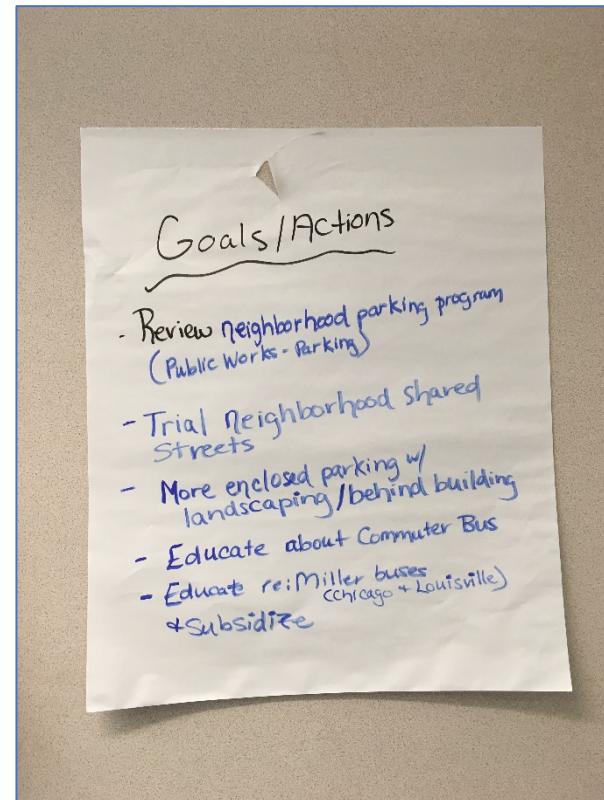 Goals/Actions
- Review neighborhood parking program
(Public Works - Parking)
- Trial Neighborhood Shared
Streets
- More enclosed parking w/
landscaping/behind building
- Educate about Commuter Bus
- Educate re: Miller buses
(Chicago + Louisville)
+ Subsidize